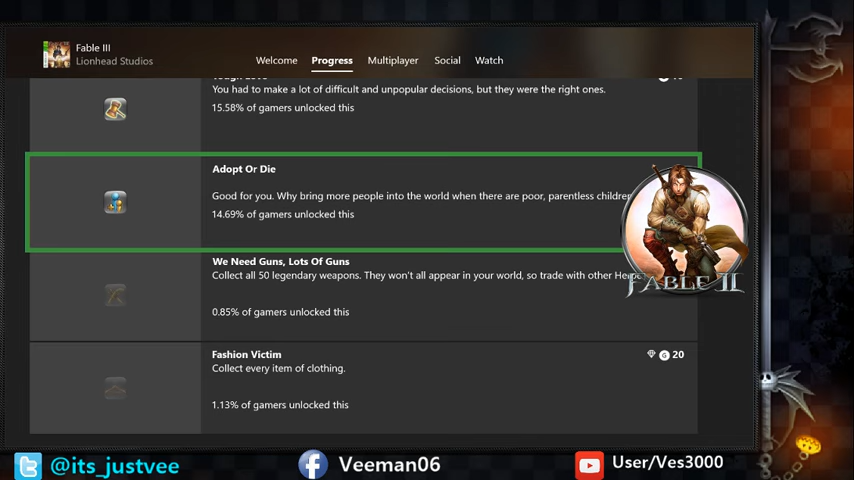 Fable III
Lionhead Studios
Welcome Progress Multiplayer Social Watch
You had to make a lot of difficult and unpopular decisions, but they were the right ones.
15.58% of gamers unlocked this
Adopt Or Die
Good for you. Why bring more people into the world when there are poor, parentless children
14.69% of gamers unlocked this
FABLE II
We Need Guns, Lots Of Guns
Collect all 50 legendary weapons. They won't all appear in your world, so trade with other
0.85% of gamers unlocked this
Fashion Victim
G 20
Collect every item of clothing.
1.13% of gamers unlocked this
@its_justvee
Veeman06
User/Ves3000